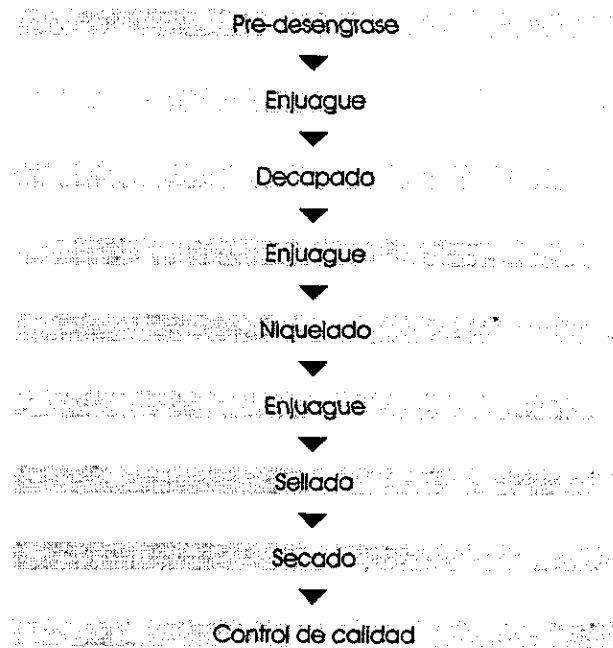 Pre-desengrase
Enjuague
Decapado
Enjuague
Niquelado
Enjuague
Sellado
Secado
Control de calidad